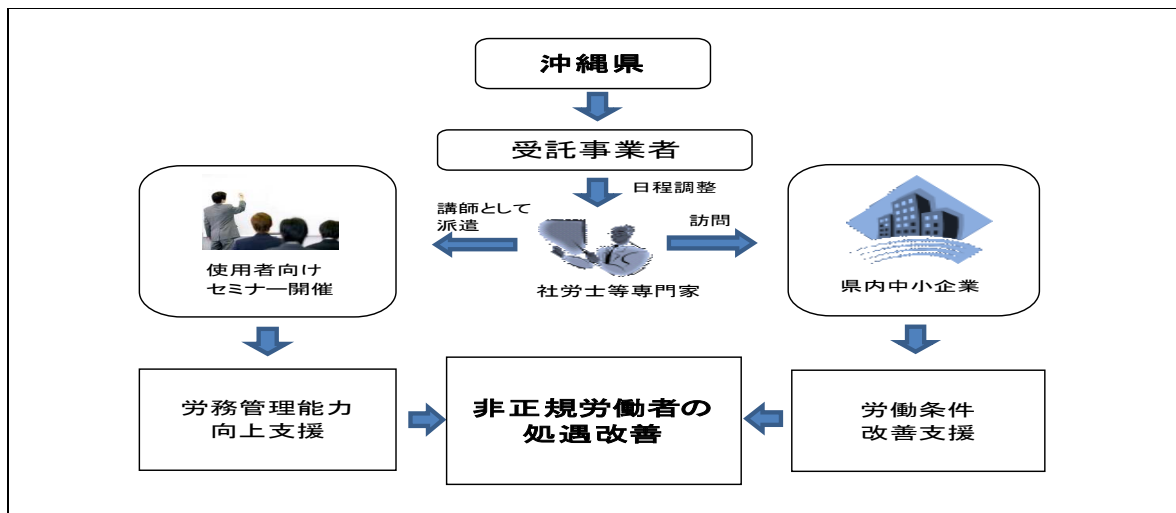 沖縄県
受託事業者
日程調整
講師として
派遣
訪問
使用者向け
セミナー開催
社労士等専門家
県内中小企業
労務管理能力
向上支援
非正規労働者の
処遇改善
労働条件
改善支援